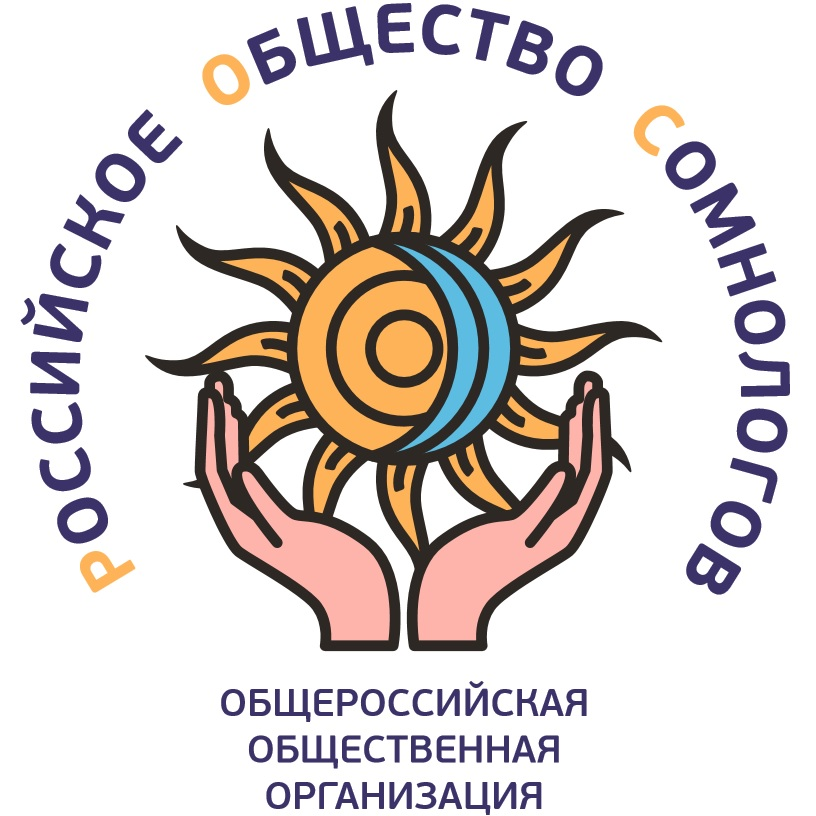 Российское Общество Сомнологов
ОБЩЕРОССИЙСКАЯ
ОБЩЕСТВЕННАЯ
ОРГАНИЗАЦИЯ